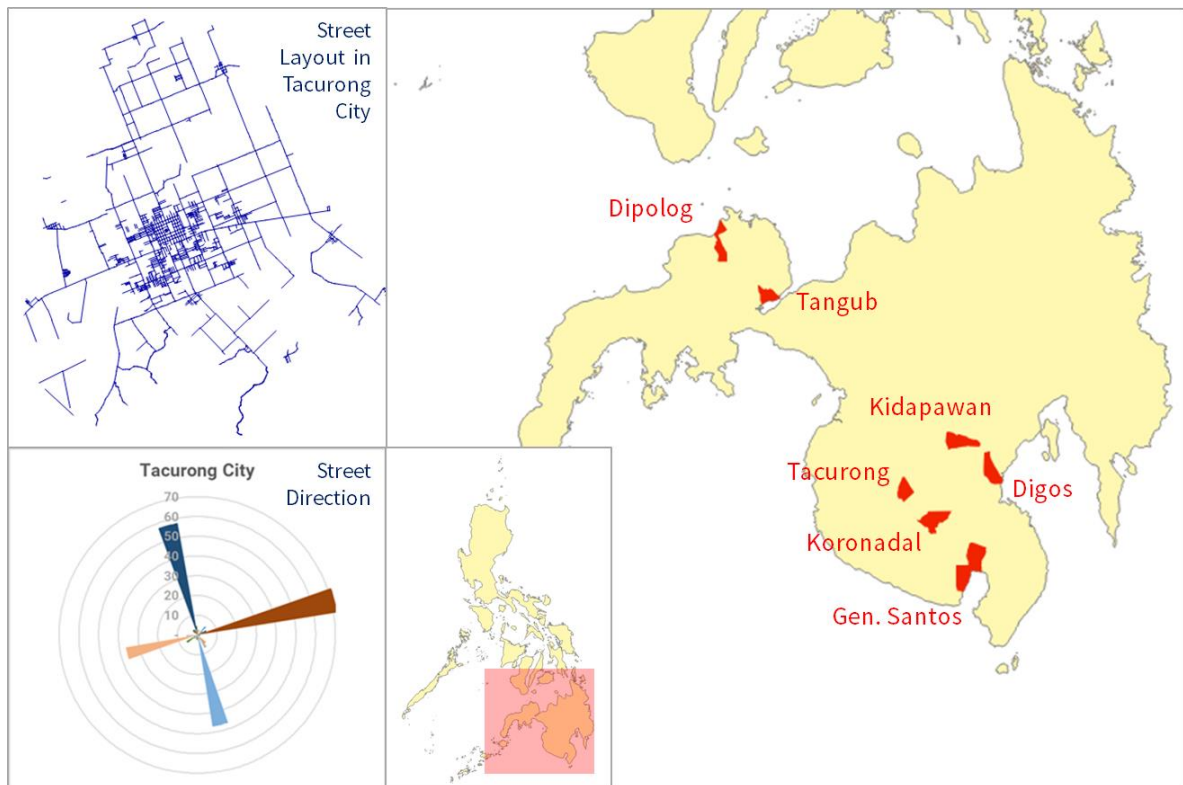 Street
Layout in
Tacurong
City
Dipolog
Tangub
Kidapawan
Tacurong
Digos
Koronadal
Gen. Santos
Tacurong City
Street
Direction
70
60
50
40
30
20
10
-